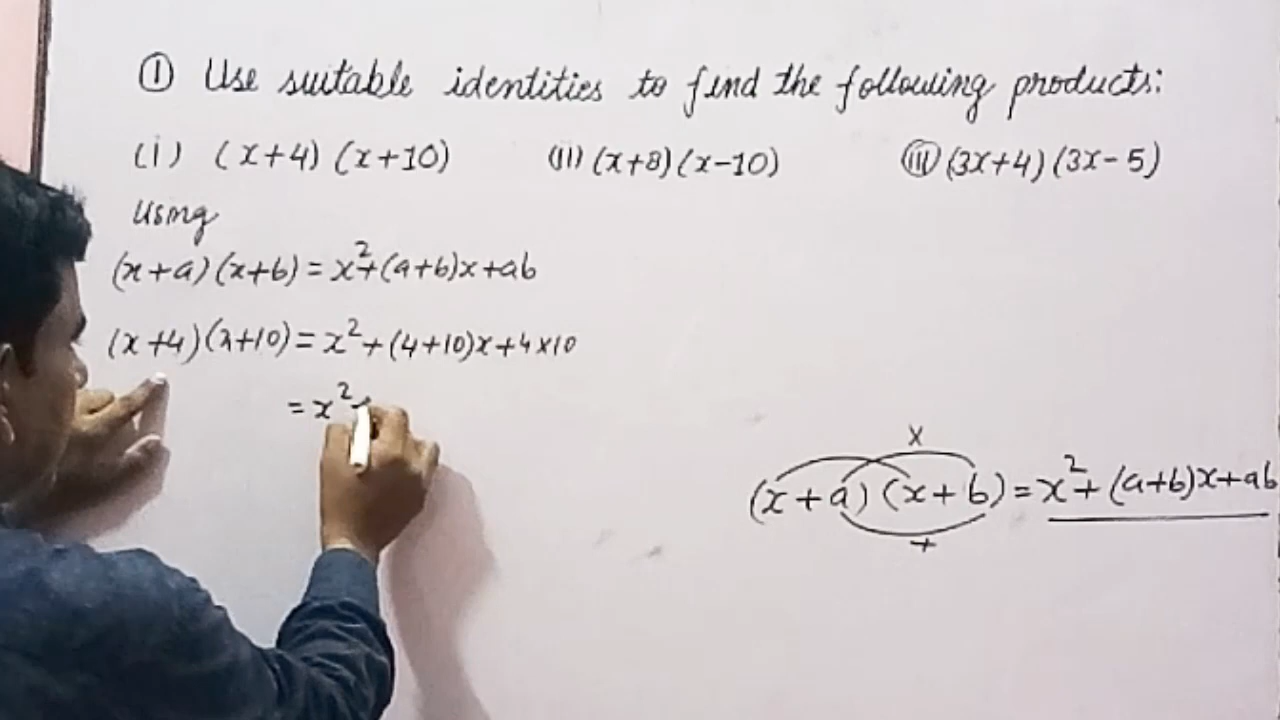 ① Use suitable identities to find the following products:
(i) (x+4) (x+10) (ii) (x+8) (x-10) (iii) (3x+4) (3x-5)
Using
(x+a) (x+b) = x²+(a+b)x+ab
(x+4) (x+10) = x²+(4+10)x+4×10
= x²
x
(x+a) (x+b) = x²+(a+b)x+ab
+